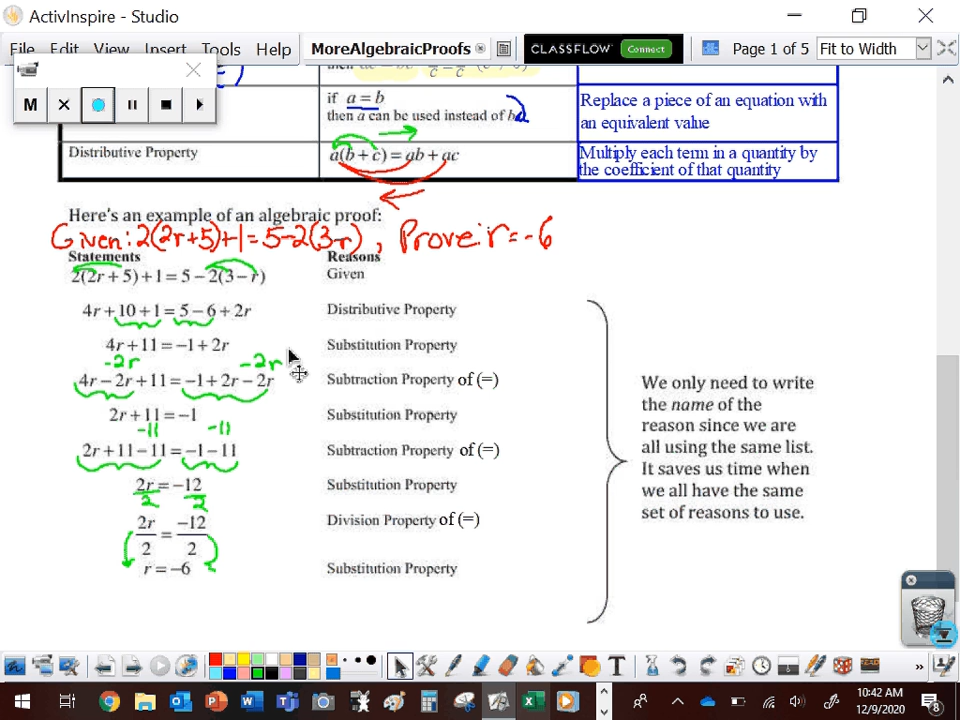 ActivInspire - Studio
File Edit View Insert Tools Help MoreAlgebraicProofs CLASSFLOW Connect Page 1 of 5 Fit to Width
M
if a = b
then a can be used instead of b
Replace a piece of an equation with
an equivalent value
Distributive Property
a(b + c) = ab + ac
Multiply each term in a quantity by
the coefficient of that quantity
Here's an example of an algebraic proof:
Given: 2(2r+5)+1=5-2(3-r), Prove: r=-6
Statements Reasons
2(2r + 5) + 1 = 5 − 2(3 − r) Given
4r + 10 + 1 = 5 − 6 + 2r Distributive Property
4r + 11 = −1 + 2r Substitution Property
-2r -2r
4r − 2r + 11 = −1 + 2r − 2r Subtraction Property of (=)
2r + 11 = −1 Substitution Property
-11 -11
2r + 11 − 11 = −1 − 11 Subtraction Property of (=)
2r = −12 Substitution Property
2 2
2r/2 = −12/2 Division Property of (=)
r = −6 Substitution Property
We only need to write
the name of the
reason since we are
all using the same list.
It saves us time when
we all have the same
set of reasons to use.
10:42 AM
12/9/2020
8